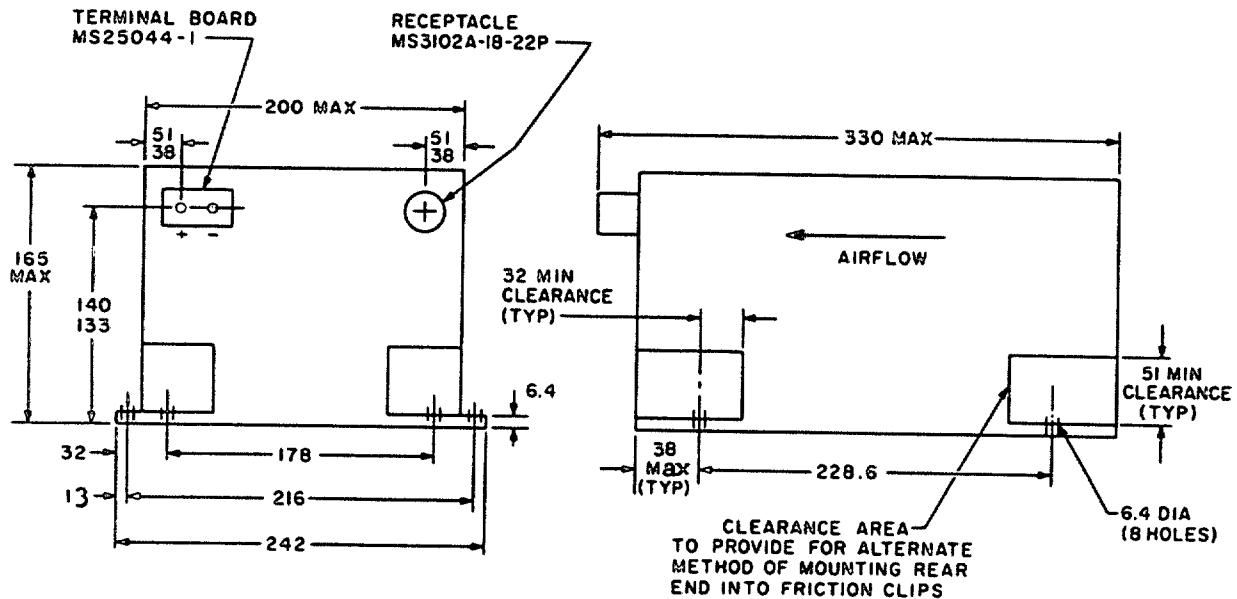 TERMINAL BOARD
MS25044-1
RECEPTACLE
MS3102A-18-22P
200 MAX
51
38
51
38
+ -
165
MAX
140
133
6.4
32
178
13
216
242
330 MAX
AIRFLOW
32 MIN
CLEARANCE
(TYP)
51 MIN
CLEARANCE
(TYP)
38
MAX
(TYP)
228.6
6.4 DIA
(8 HOLES)
CLEARANCE AREA
TO PROVIDE FOR ALTERNATE
METHOD OF MOUNTING REAR
END INTO FRICTION CLIPS